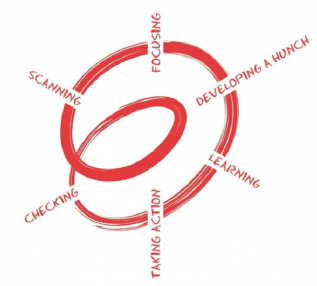 FOCUSING
DEVELOPING A HUNCH
SCANNING
LEARNING
CHECKING
TAKING ACTION